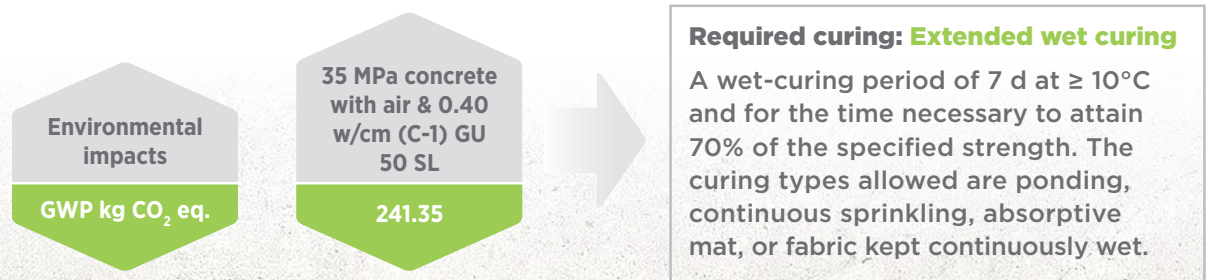 Environmental
impacts
GWP kg CO₂ eq.
35 MPa concrete
with air & 0.40
w/cm (C-1) GU
50 SL
241.35
Required curing: Extended wet curing
A wet-curing period of 7 d at ≥ 10°C
and for the time necessary to attain
70% of the specified strength. The
curing types allowed are ponding,
continuous sprinkling, absorptive
mat, or fabric kept continuously wet.